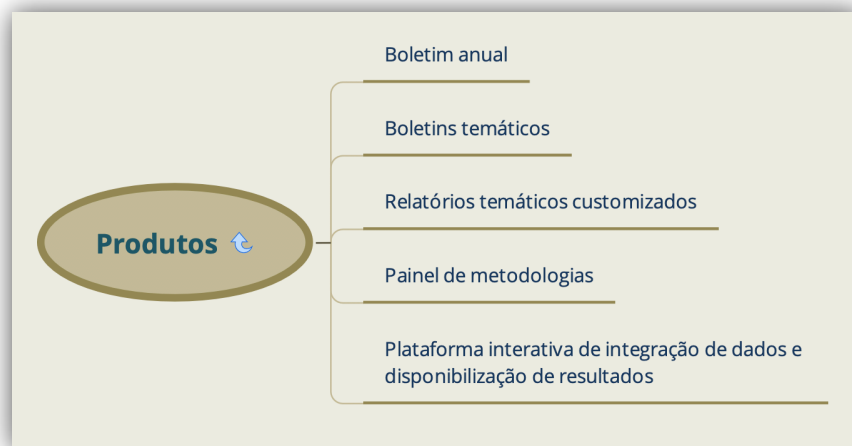 Boletim anual
Boletins temáticos
Relatórios temáticos customizados
Produtos
Painel de metodologias
Plataforma interativa de integração de dados e
disponibilização de resultados